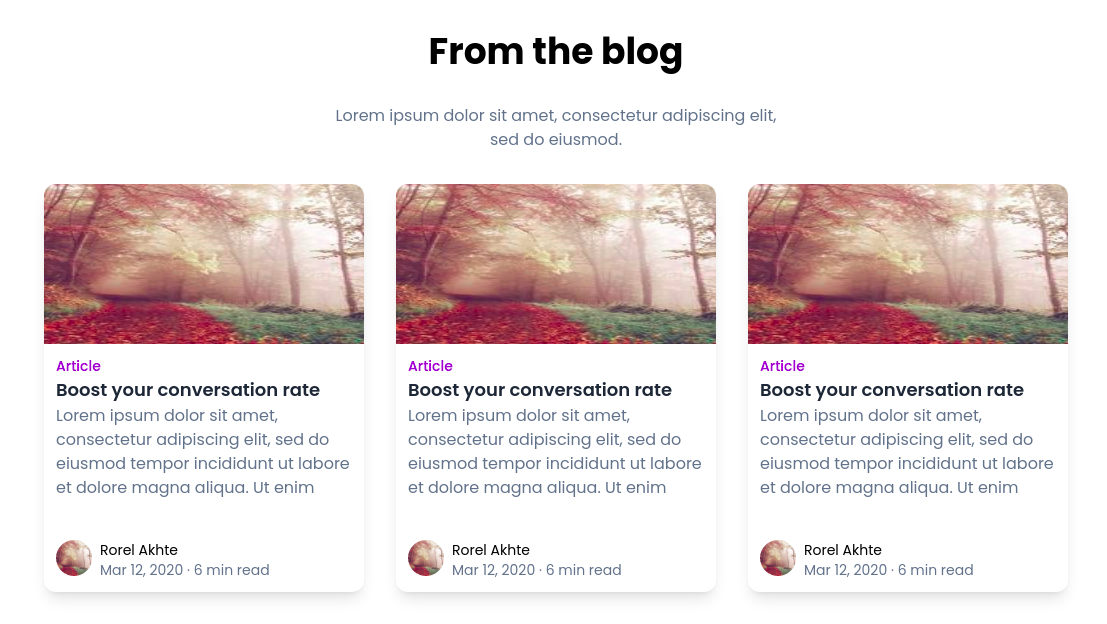 From the blog
Lorem ipsum dolor sit amet, consectetur adipiscing elit,
sed do eiusmod.
Article
Boost your conversation rate
Lorem ipsum dolor sit amet,
consectetur adipiscing elit, sed do
eiusmod tempor incididunt ut labore
et dolore magna aliqua. Ut enim
Rorel Akhte
Mar 12, 2020 · 6 min read
Article
Boost your conversation rate
Lorem ipsum dolor sit amet,
consectetur adipiscing elit, sed do
eiusmod tempor incididunt ut labore
et dolore magna aliqua. Ut enim
Rorel Akhte
Mar 12, 2020 · 6 min read
Article
Boost your conversation rate
Lorem ipsum dolor sit amet,
consectetur adipiscing elit, sed do
eiusmod tempor incididunt ut labore
et dolore magna aliqua. Ut enim
Rorel Akhte
Mar 12, 2020 · 6 min read